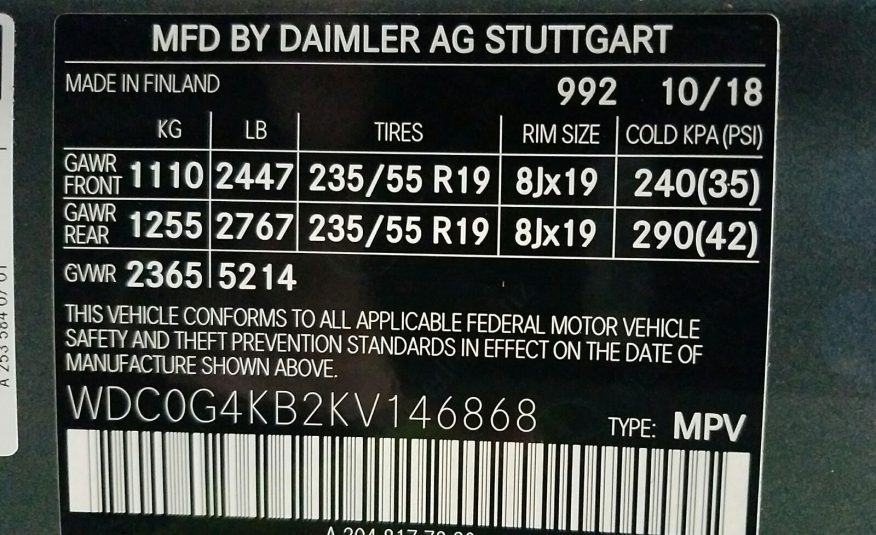 MFD BY DAIMLER AG STUTTGART
MADE IN FINLAND 992 10/18
KG LB TIRES RIM SIZE COLD KPA (PSI)
GAWR FRONT 1110 2447 235/55 R19 8Jx19 240(35)
GAWR REAR 1255 2767 235/55 R19 8Jx19 290(42)
GVWR 2365 5214
THIS VEHICLE CONFORMS TO ALL APPLICABLE FEDERAL MOTOR VEHICLE
SAFETY AND THEFT PREVENTION STANDARDS IN EFFECT ON THE DATE OF
MANUFACTURE SHOWN ABOVE.
WDC0G4KB2KV146868 TYPE: MPV
A 253 584